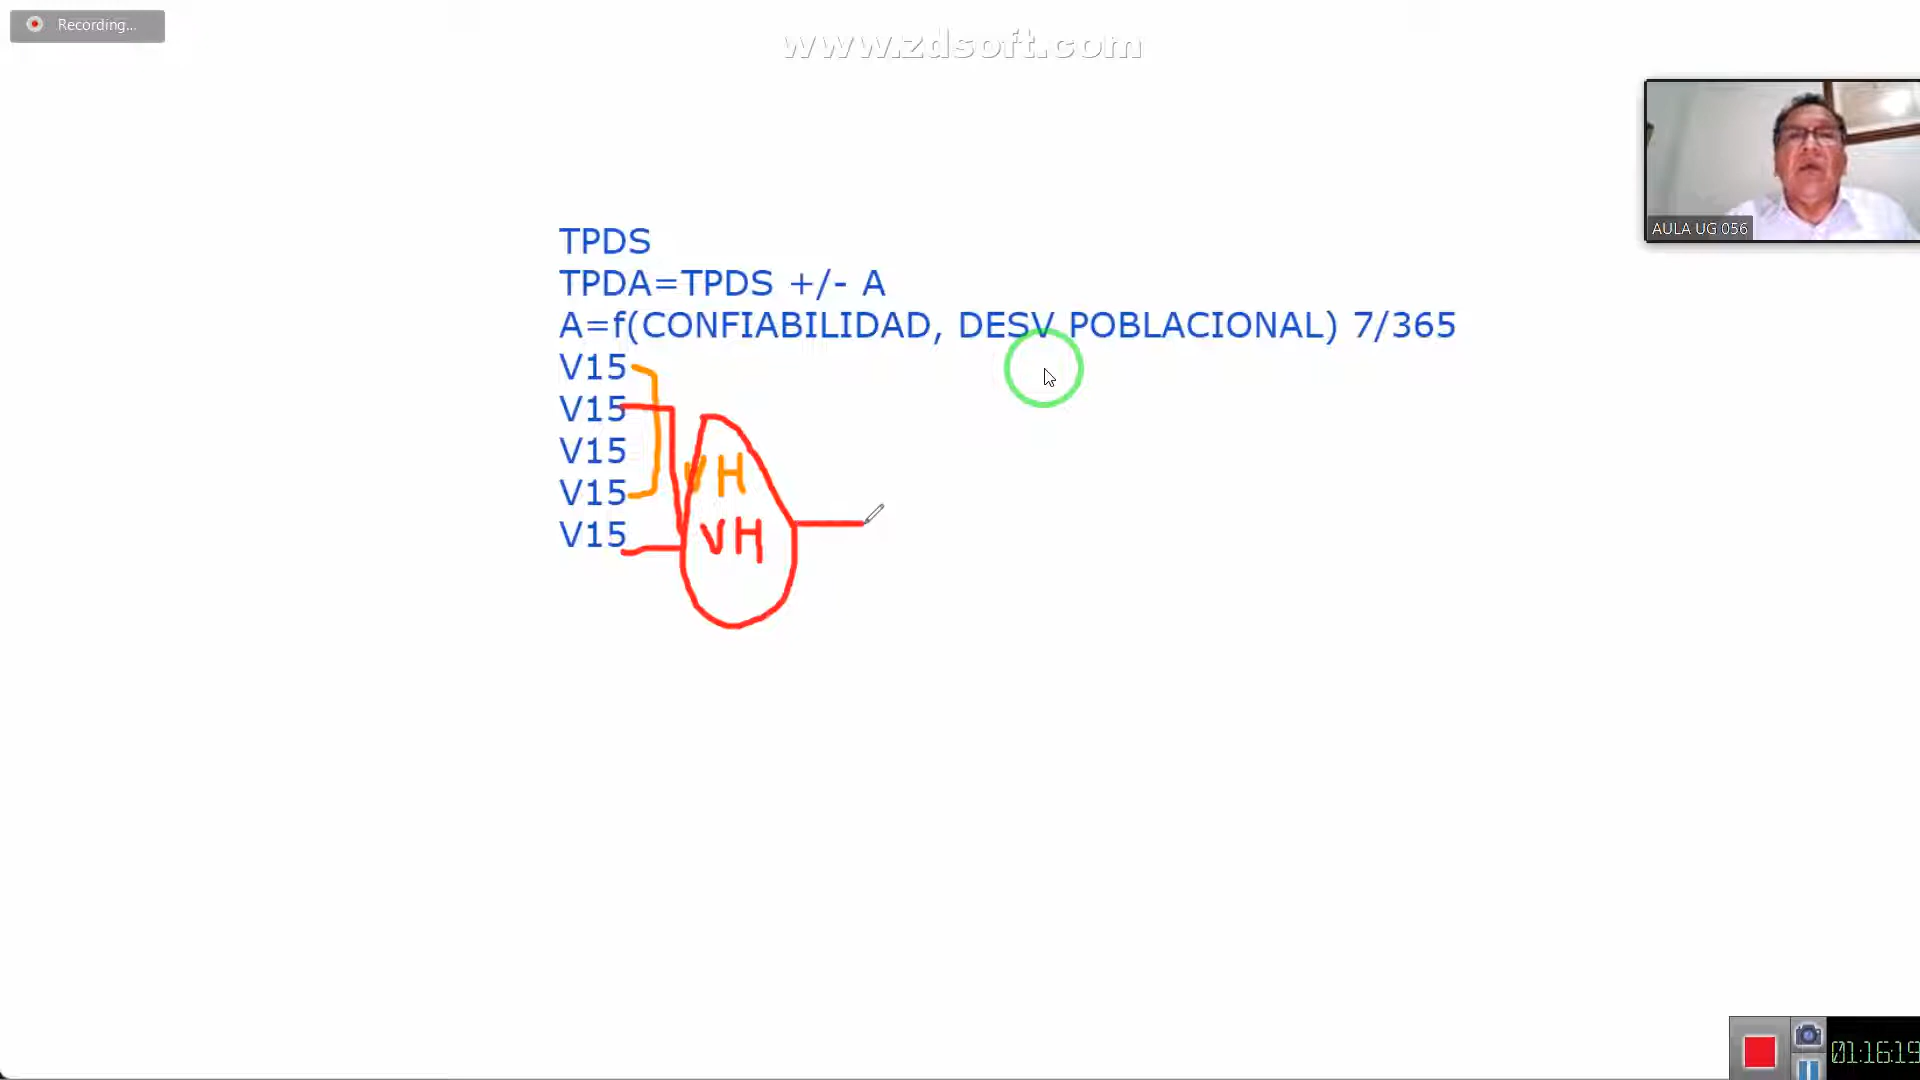 Recording...
www.zdsoft.com
AULA UG 056
TPDS
TPDA=TPDS +/- A
A=f(CONFIABILIDAD, DESV POBLACIONAL) 7/365
V15
V15
V15
VH
V15
V15
VH
01:16:19